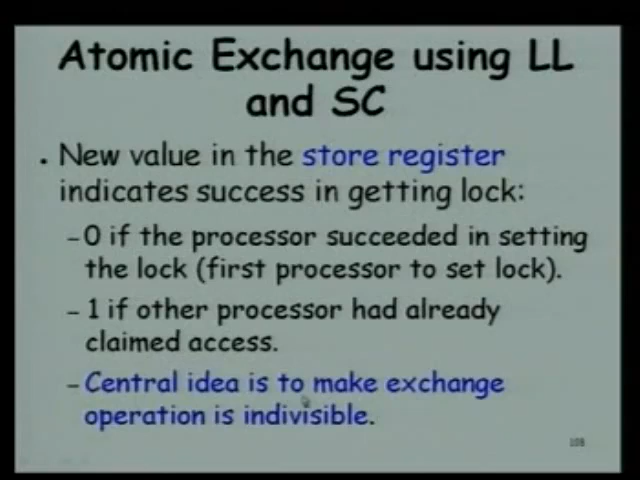 Atomic Exchange using LL
and SC
• New value in the store register
indicates success in getting lock:
– 0 if the processor succeeded in setting
the lock (first processor to set lock).
– 1 if other processor had already
claimed access.
– Central idea is to make exchange
operation is indivisible.
108